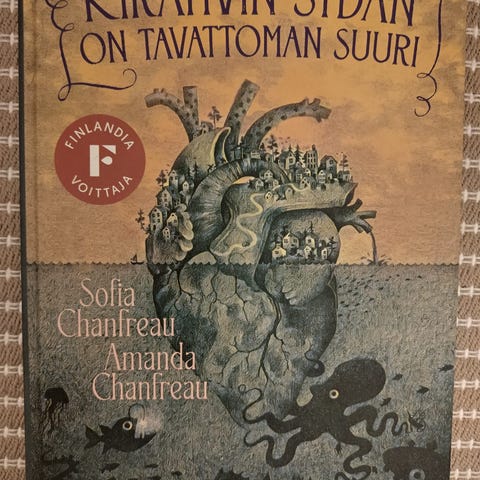 KIRAHVIN SYDÄN
ON TAVATTOMAN SUURI
FINLANDIA
F
VOITTAJA
Sofia
Chanfreau
Amanda
Chanfreau